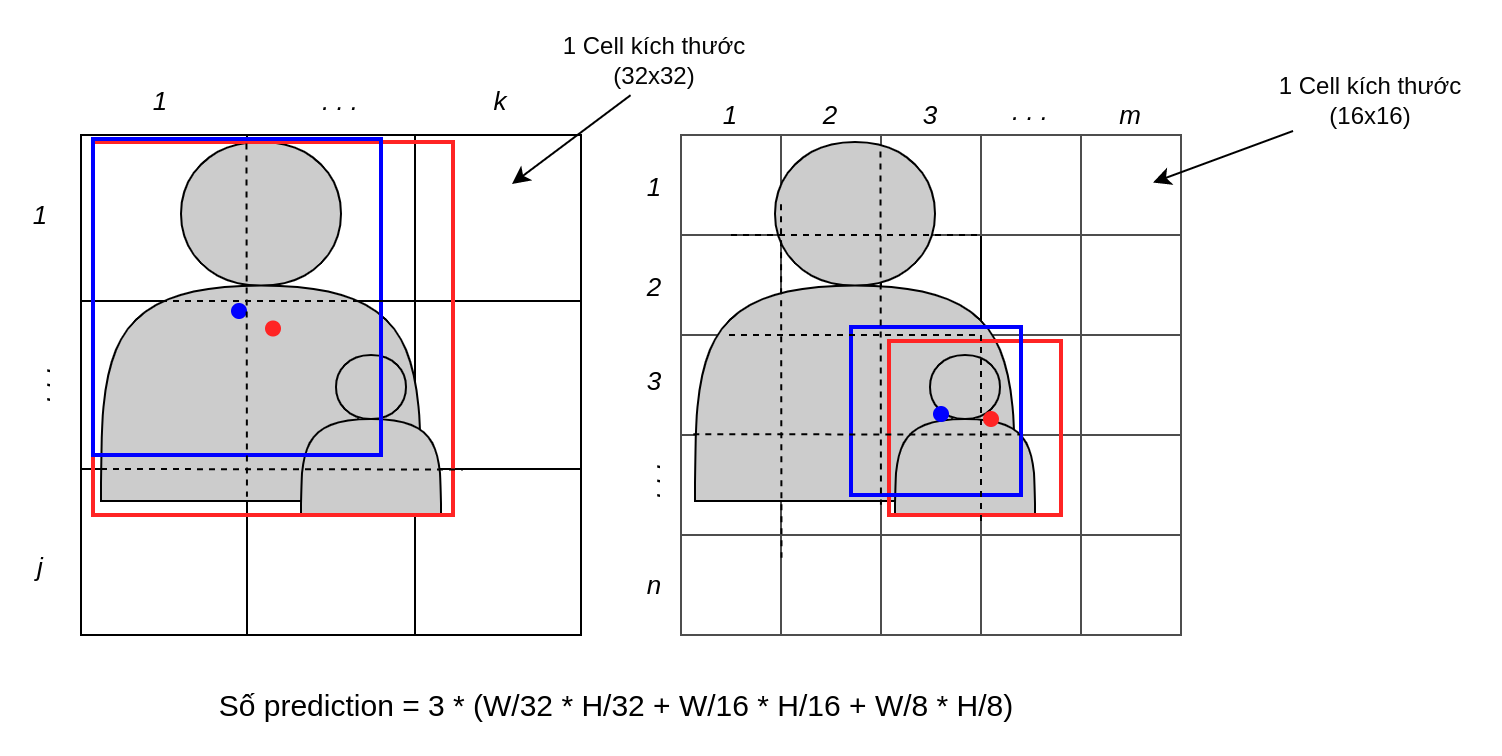 1 Cell kích thước
(32x32)
1 Cell kích thước
(16x16)
1 . . . k
1 2 3 . . . m
1
. . .
j
1
2
3
. . .
n
Số prediction = 3 * (W/32 * H/32 + W/16 * H/16 + W/8 * H/8)